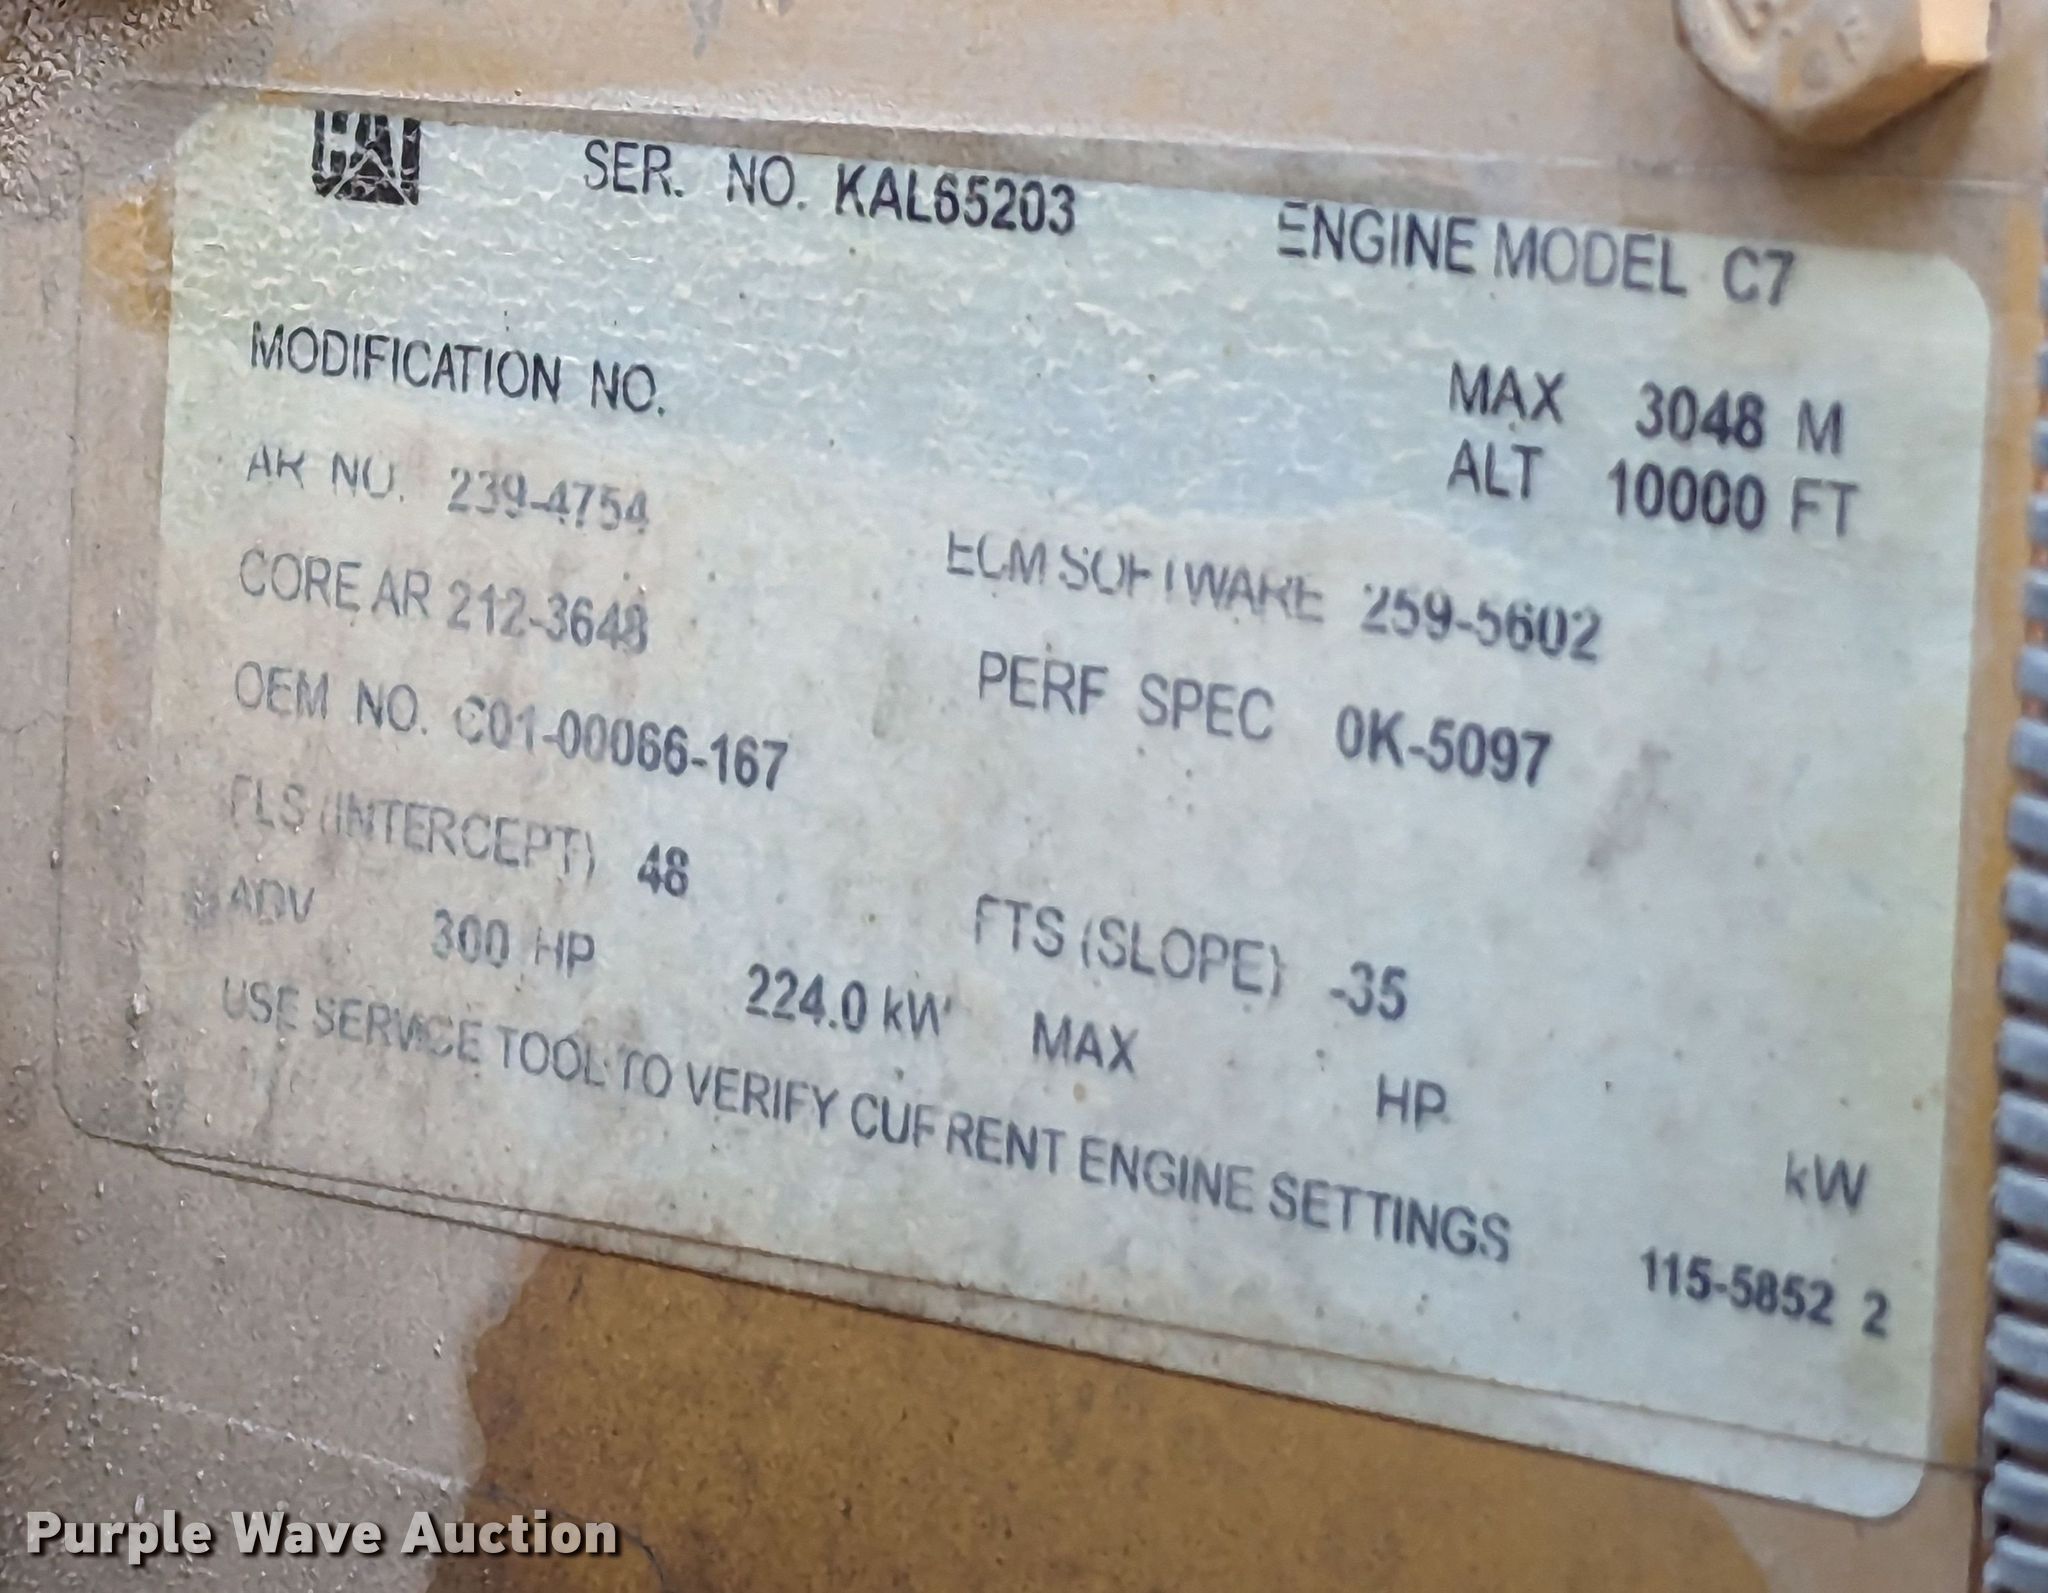 CAT SER. NO. KAL65203 ENGINE MODEL C7
MODIFICATION NO. MAX 3048 M
ALT 10000 FT
AR NO. 239-4754 ECM SOFTWARE 259-5602
CORE AR 212-3648 PERF SPEC 0K-5097
OEM NO. C01-00066-167
FLS (INTERCEPT) 48 FTS (SLOPE) -35
ADV 300 HP 224.0 kW MAX HP kW
USE SERVICE TOOL TO VERIFY CURRENT ENGINE SETTINGS 115-5852 2
Purple Wave Auction